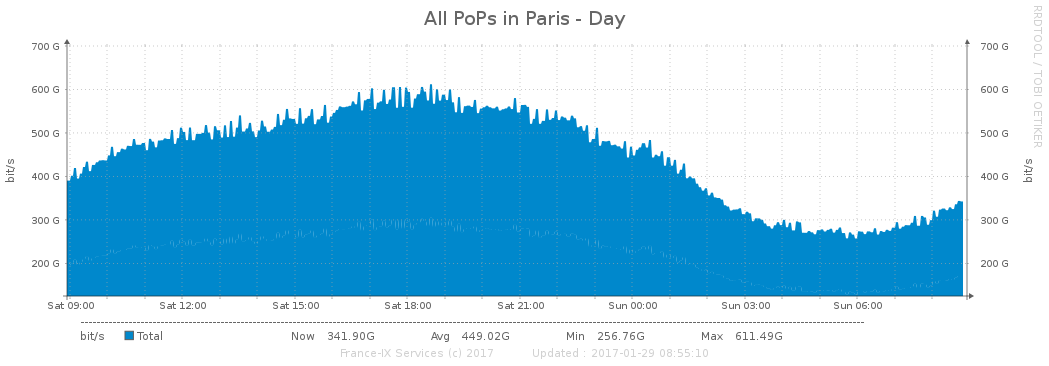 All PoPs in Paris - Day
RRDTOOL / TOBI OETIKER
700 G 700 G
600 G 600 G
500 G 500 G
400 G 400 G
300 G 300 G
200 G 200 G
bit/s bit/s
Sat 09:00 Sat 12:00 Sat 15:00 Sat 18:00 Sat 21:00 Sun 00:00 Sun 03:00 Sun 06:00
bit/s Total Now 341.90G Avg 449.02G Min 256.76G Max 611.49G
France-IX Services (c) 2017 Updated : 2017-01-29 08:55:10